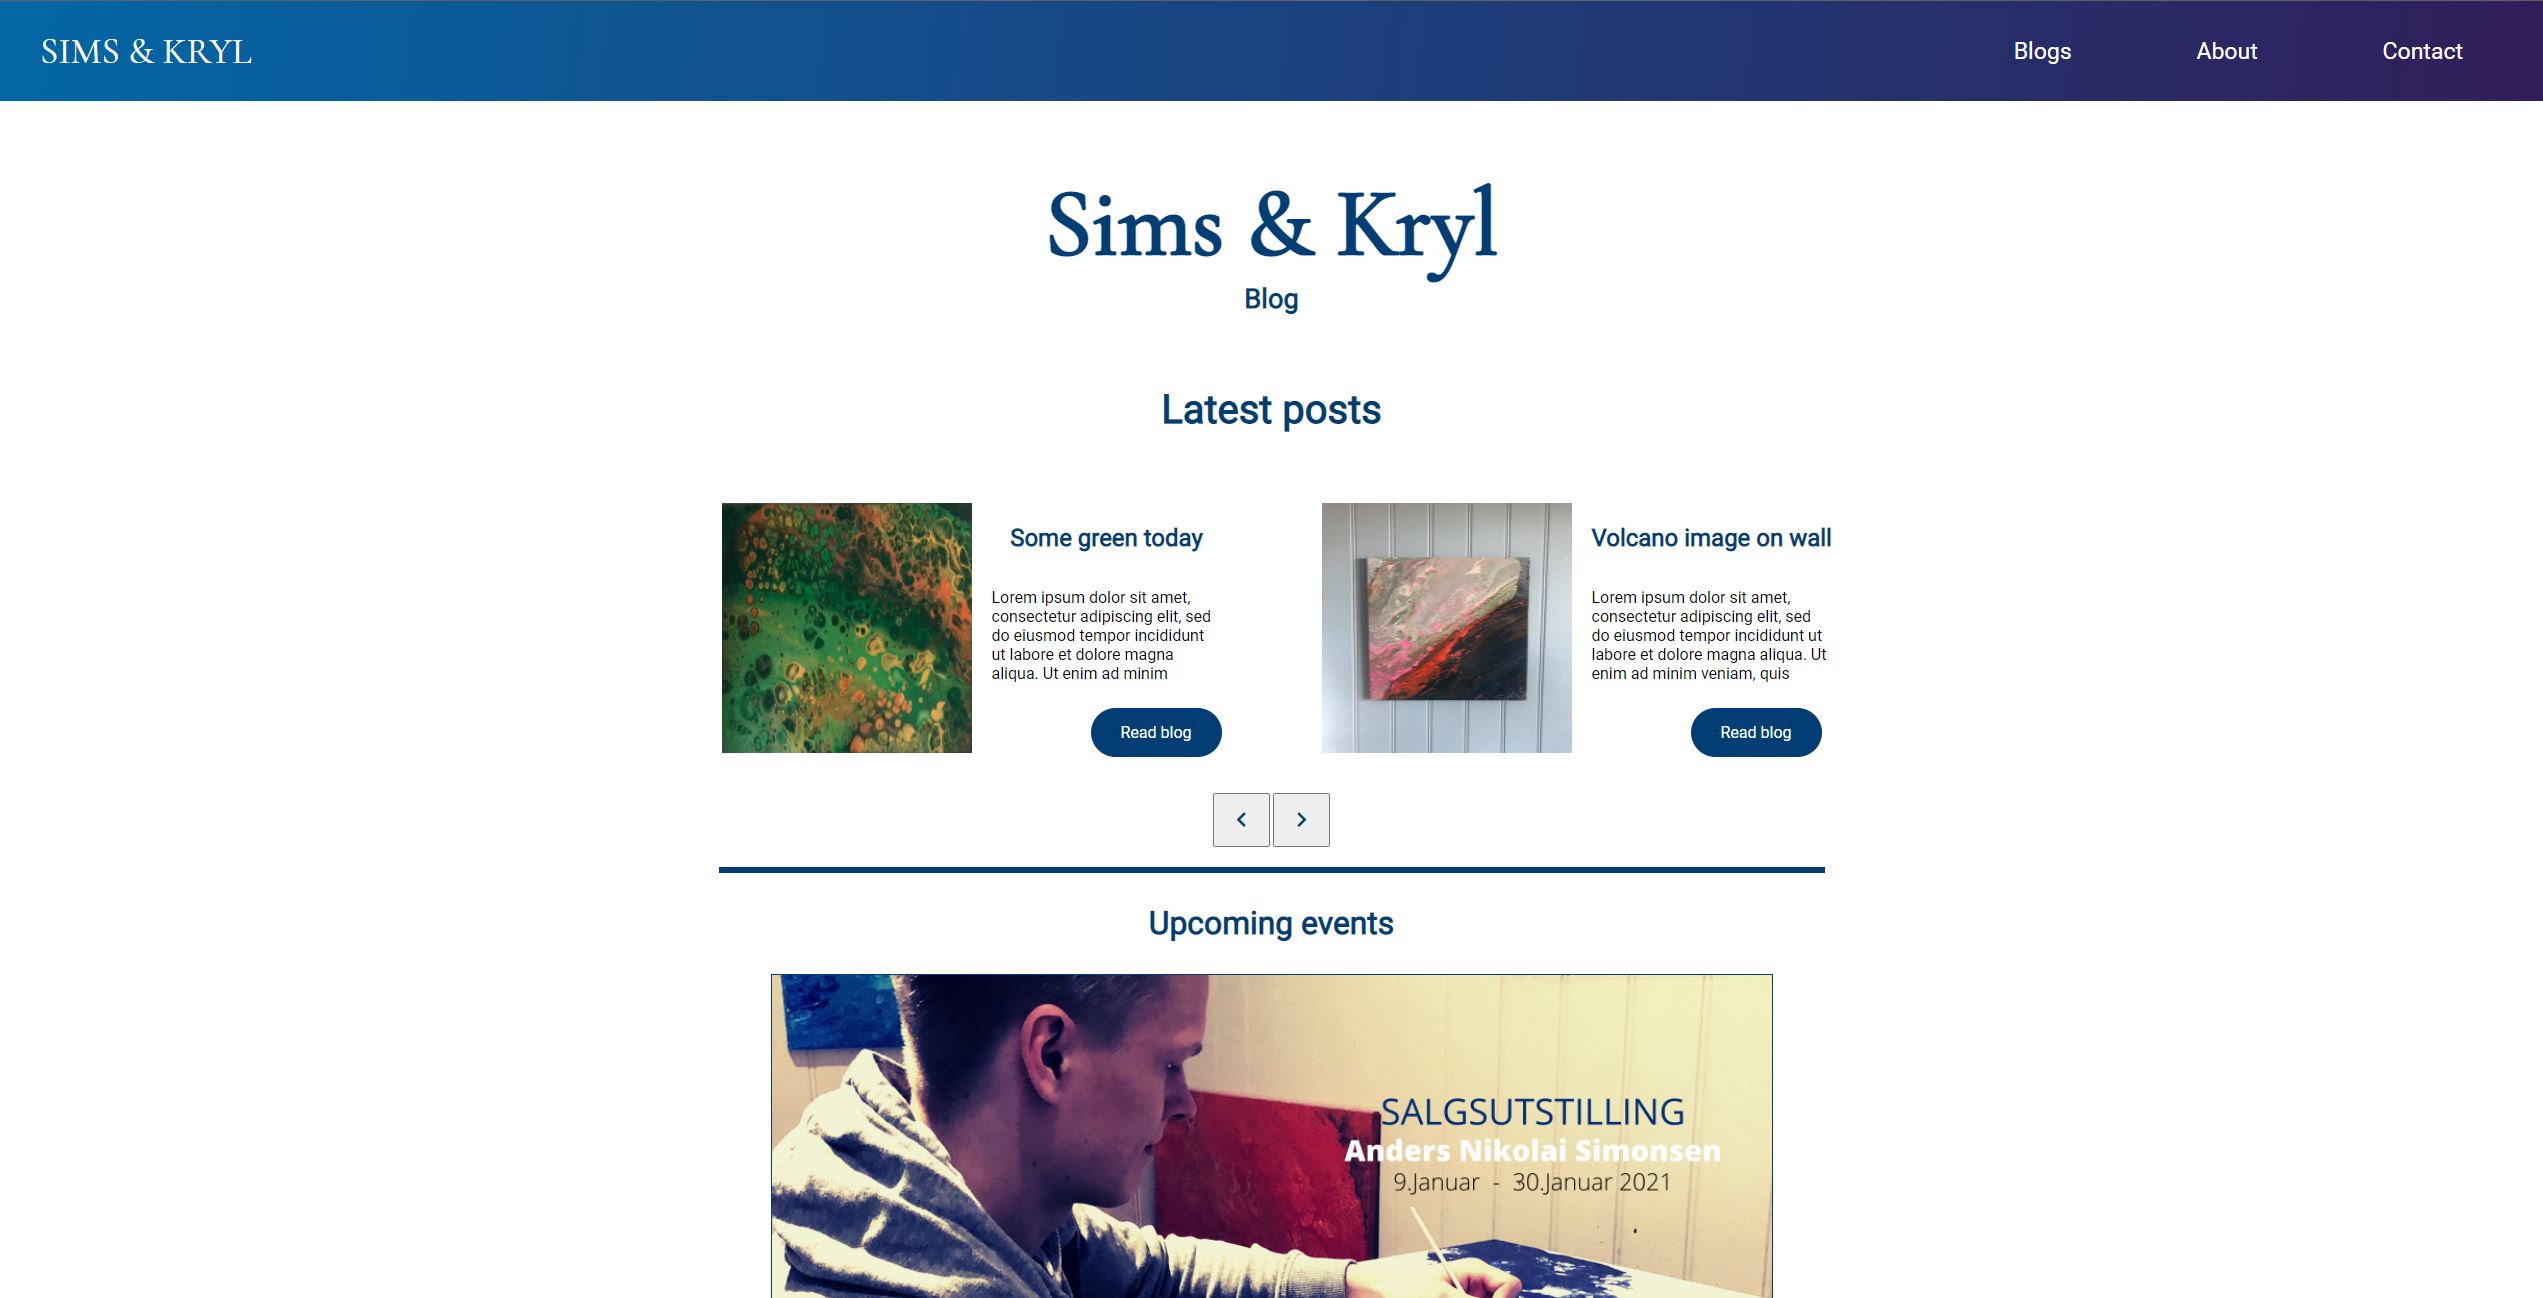 SIMS & KRYL
Blogs
About
Contact
Sims & Kryl
Blog
Latest posts
Some green today
Lorem ipsum dolor sit amet,
consectetur adipiscing elit, sed
do eiusmod tempor incididunt
ut labore et dolore magna
aliqua. Ut enim ad minim
Read blog
Volcano image on wall
Lorem ipsum dolor sit amet,
consectetur adipiscing elit, sed
do eiusmod tempor incididunt ut
labore et dolore magna aliqua. Ut
enim ad minim veniam, quis
Read blog
Upcoming events
SALGSUTSTILLING
Anders Nikolai Simonsen
9.Januar - 30.Januar 2021